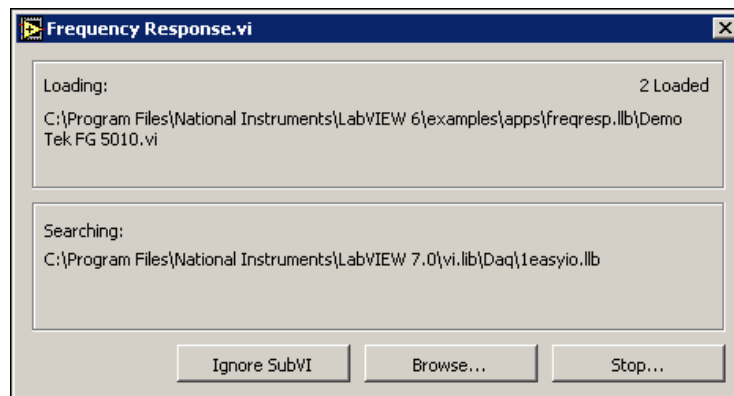 Frequency Response.vi
Loading:
2 Loaded
C:\Program Files\National Instruments\LabVIEW 6\examples\apps\freqresp.llb\Demo
Tek FG 5010.vi
Searching:
C:\Program Files\National Instruments\LabVIEW 7.0\vi.lib\Daq\1easyio.llb
Ignore SubVI
Browse...
Stop...